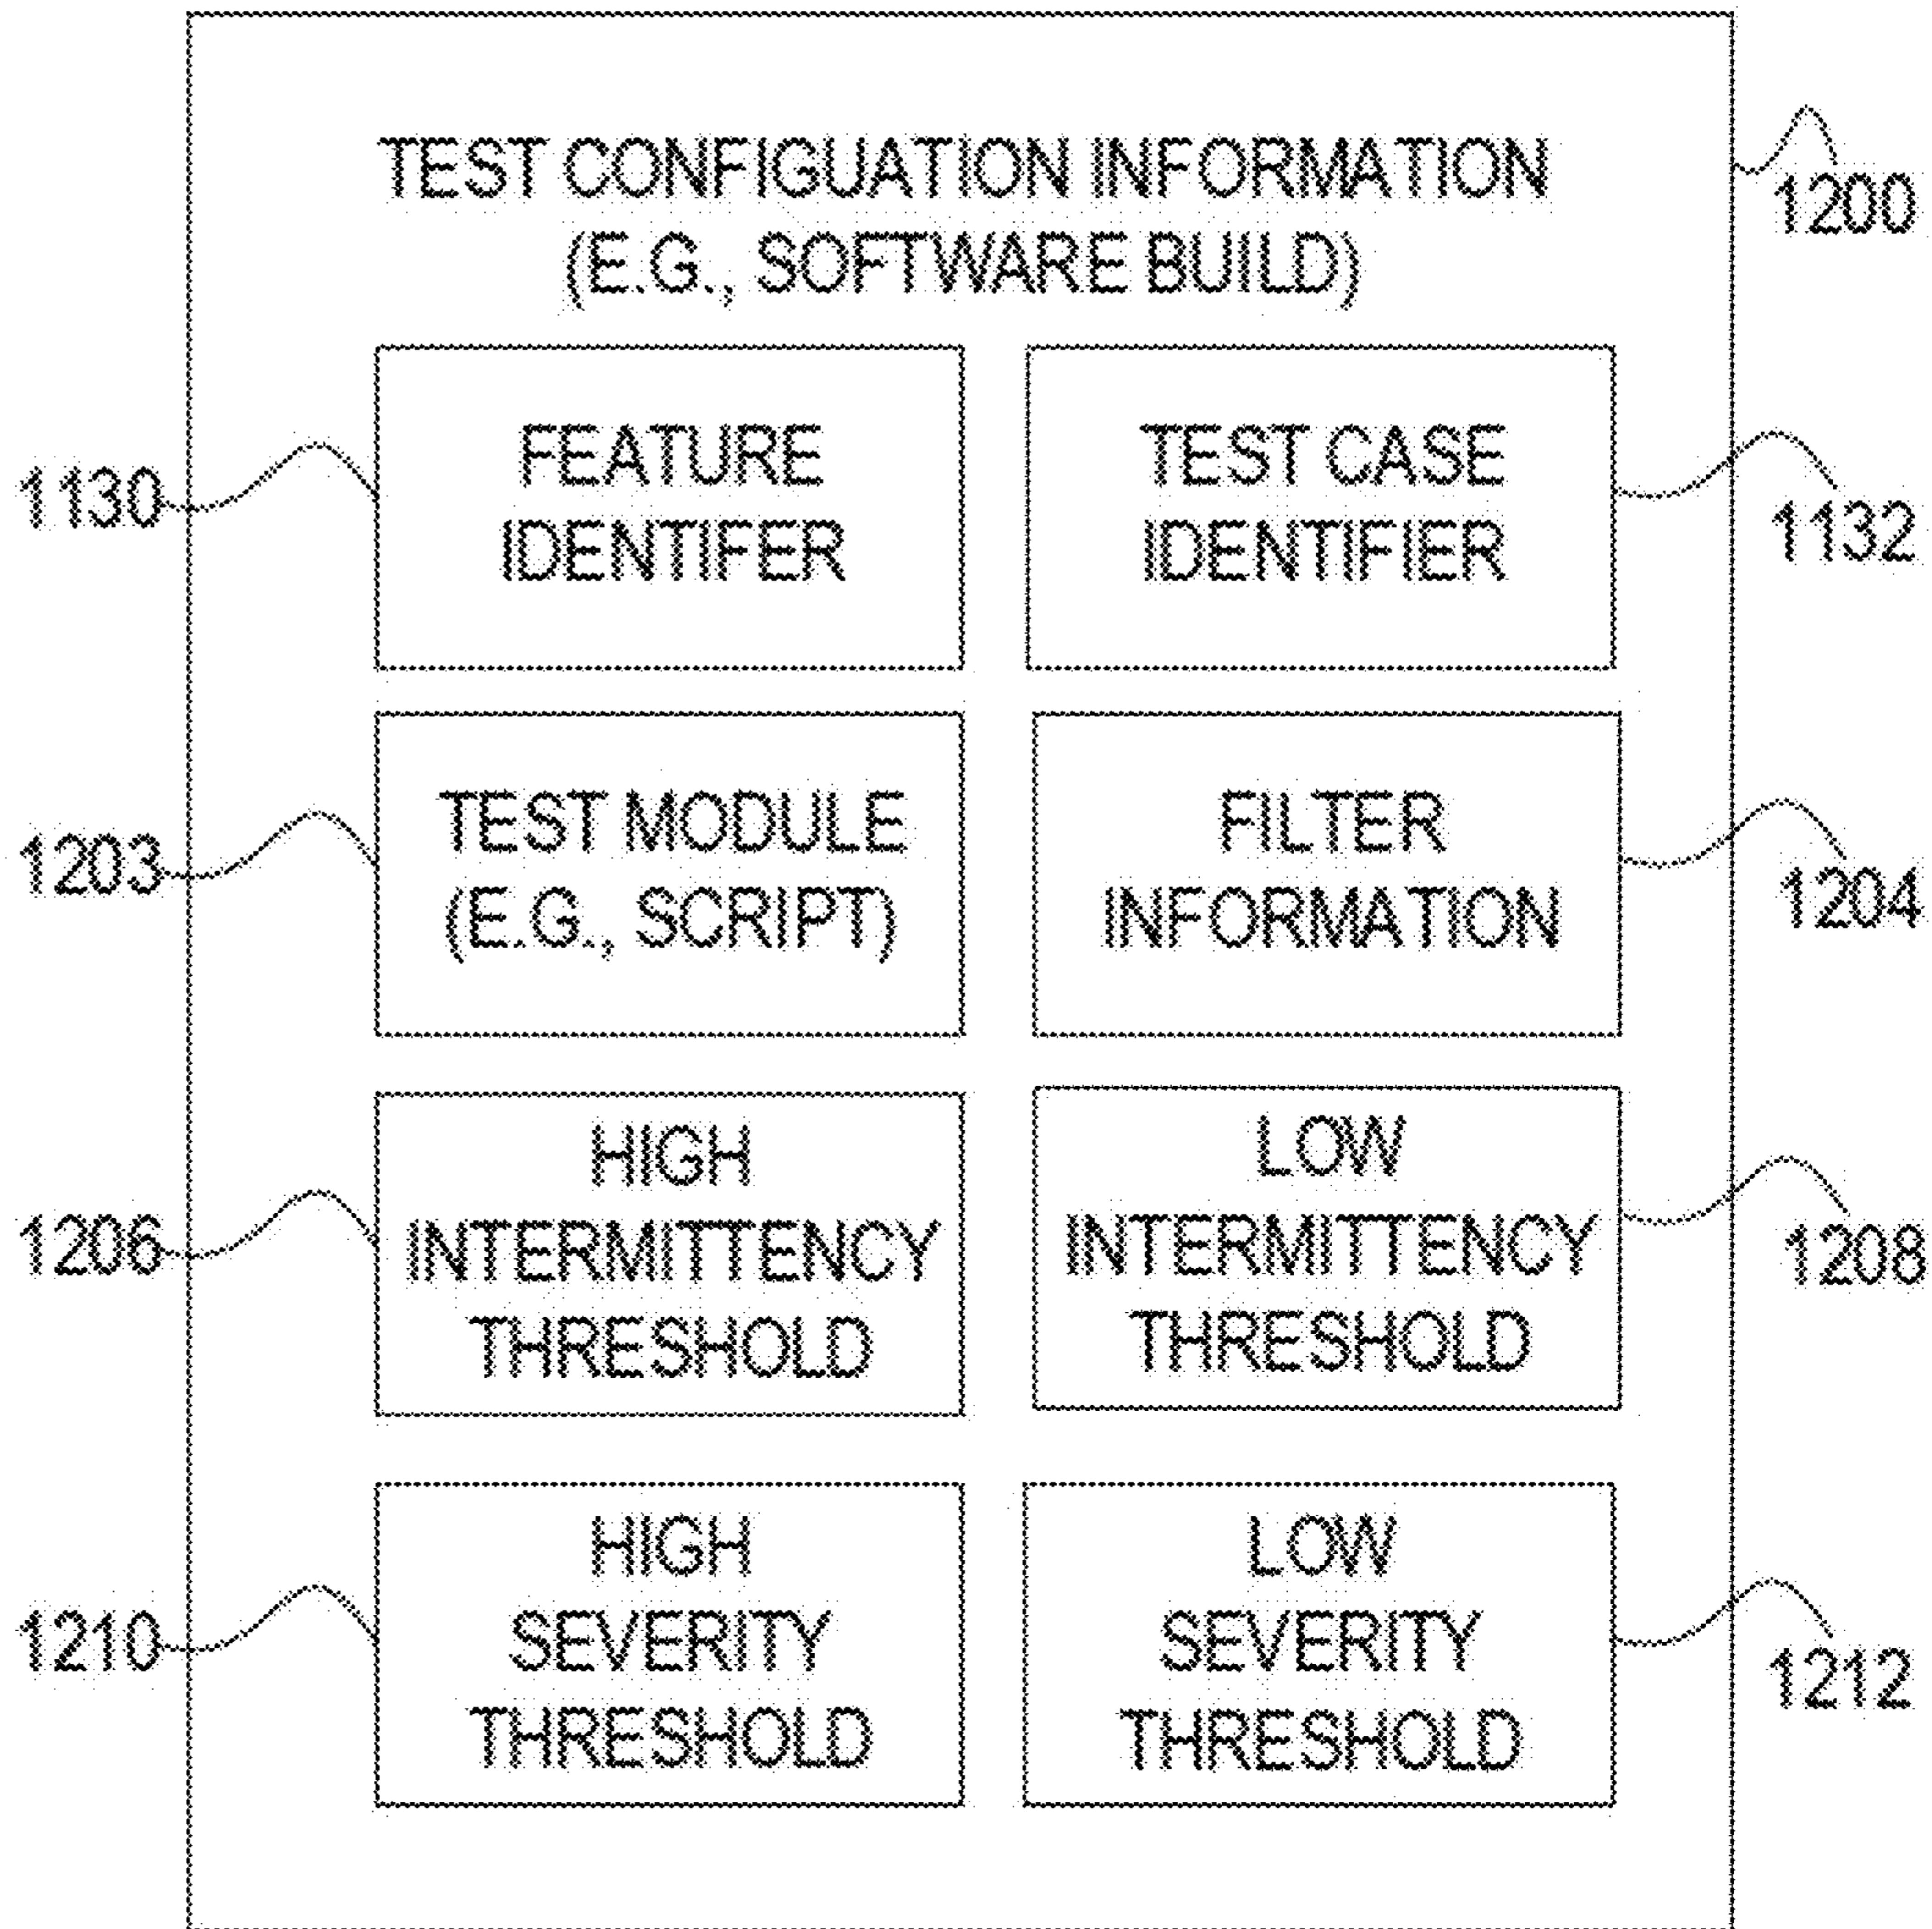 TEST CONFIGUATION INFORMATION
(E.G., SOFTWARE BUILD)
1200
FEATURE
IDENTIFER
1130
TEST CASE
IDENTIFIER
1132
TEST MODULE
(E.G., SCRIPT)
1203
FILTER
INFORMATION
1204
HIGH
INTERMITTENCY
THRESHOLD
1206
LOW
INTERMITTENCY
THRESHOLD
1208
HIGH
SEVERITY
THRESHOLD
1210
LOW
SEVERITY
THRESHOLD
1212